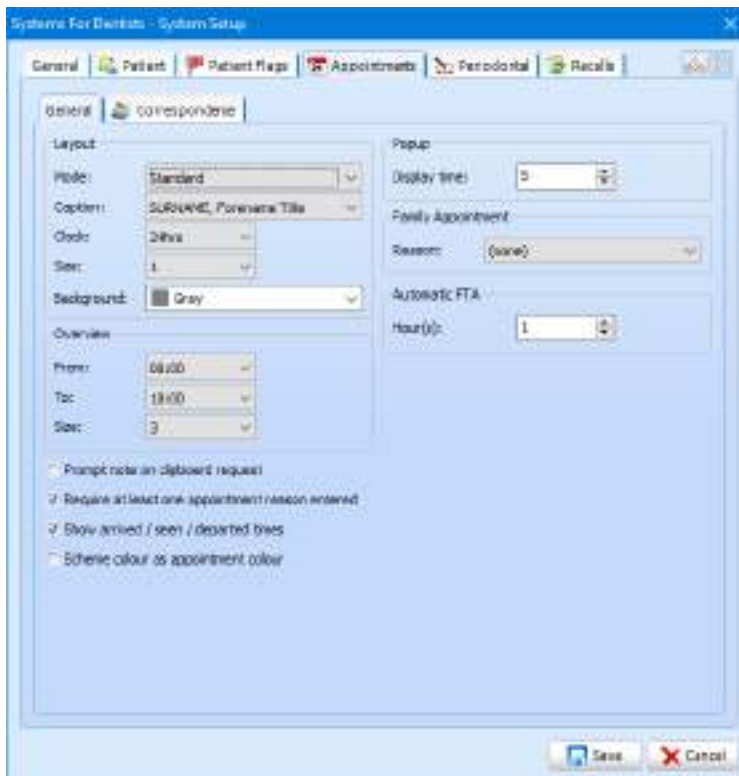 Systems For Dentists - System Setup
General Patient Patient Flags Appointments Periodontal Recalls
General Correspondence
Layout
Mode: Standard
Caption: SURNAME, Forename Title
Clock: 24hrs
Size: 1
Background: Gray
Overview
From: 08:00
To: 18:00
Size: 3
Prompt note on clipboard request
Require at least one appointment reason entered
Show arrived / seen / departed times
Scheme colour as appointment colour
Popup
Display time: 5
Family Appointment
Reason: (none)
Automatic FTA
Hour(s): 1
Save Cancel